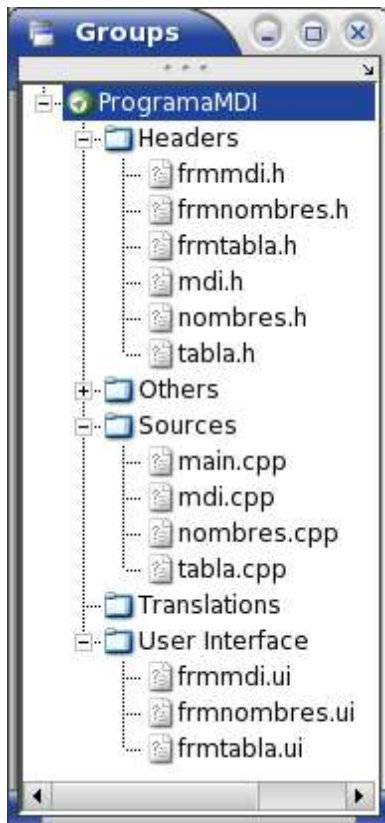 Groups
ProgramaMDI
Headers
frmmdi.h
frmnombres.h
frmtabla.h
mdi.h
nombres.h
tabla.h
Others
Sources
main.cpp
mdi.cpp
nombres.cpp
tabla.cpp
Translations
User Interface
frmmdi.ui
frmnombres.ui
frmtabla.ui